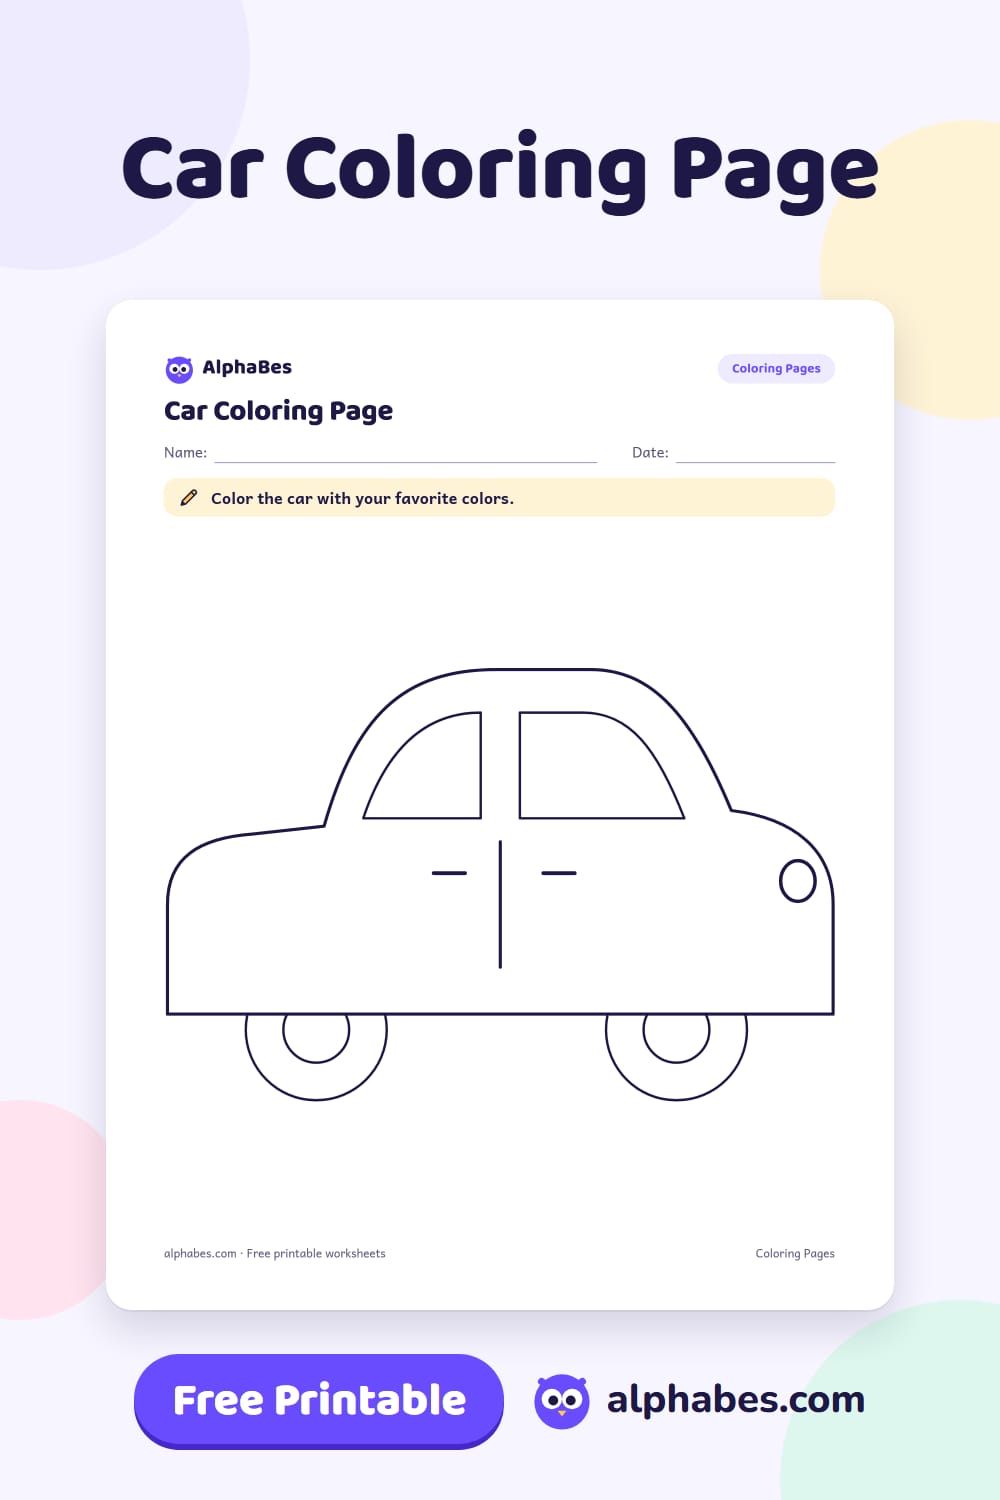 Car Coloring Page
AlphaBes
Coloring Pages
Car Coloring Page
Name:
Date:
Color the car with your favorite colors.
alphabes.com · Free printable worksheets
Coloring Pages
Free Printable
alphabes.com